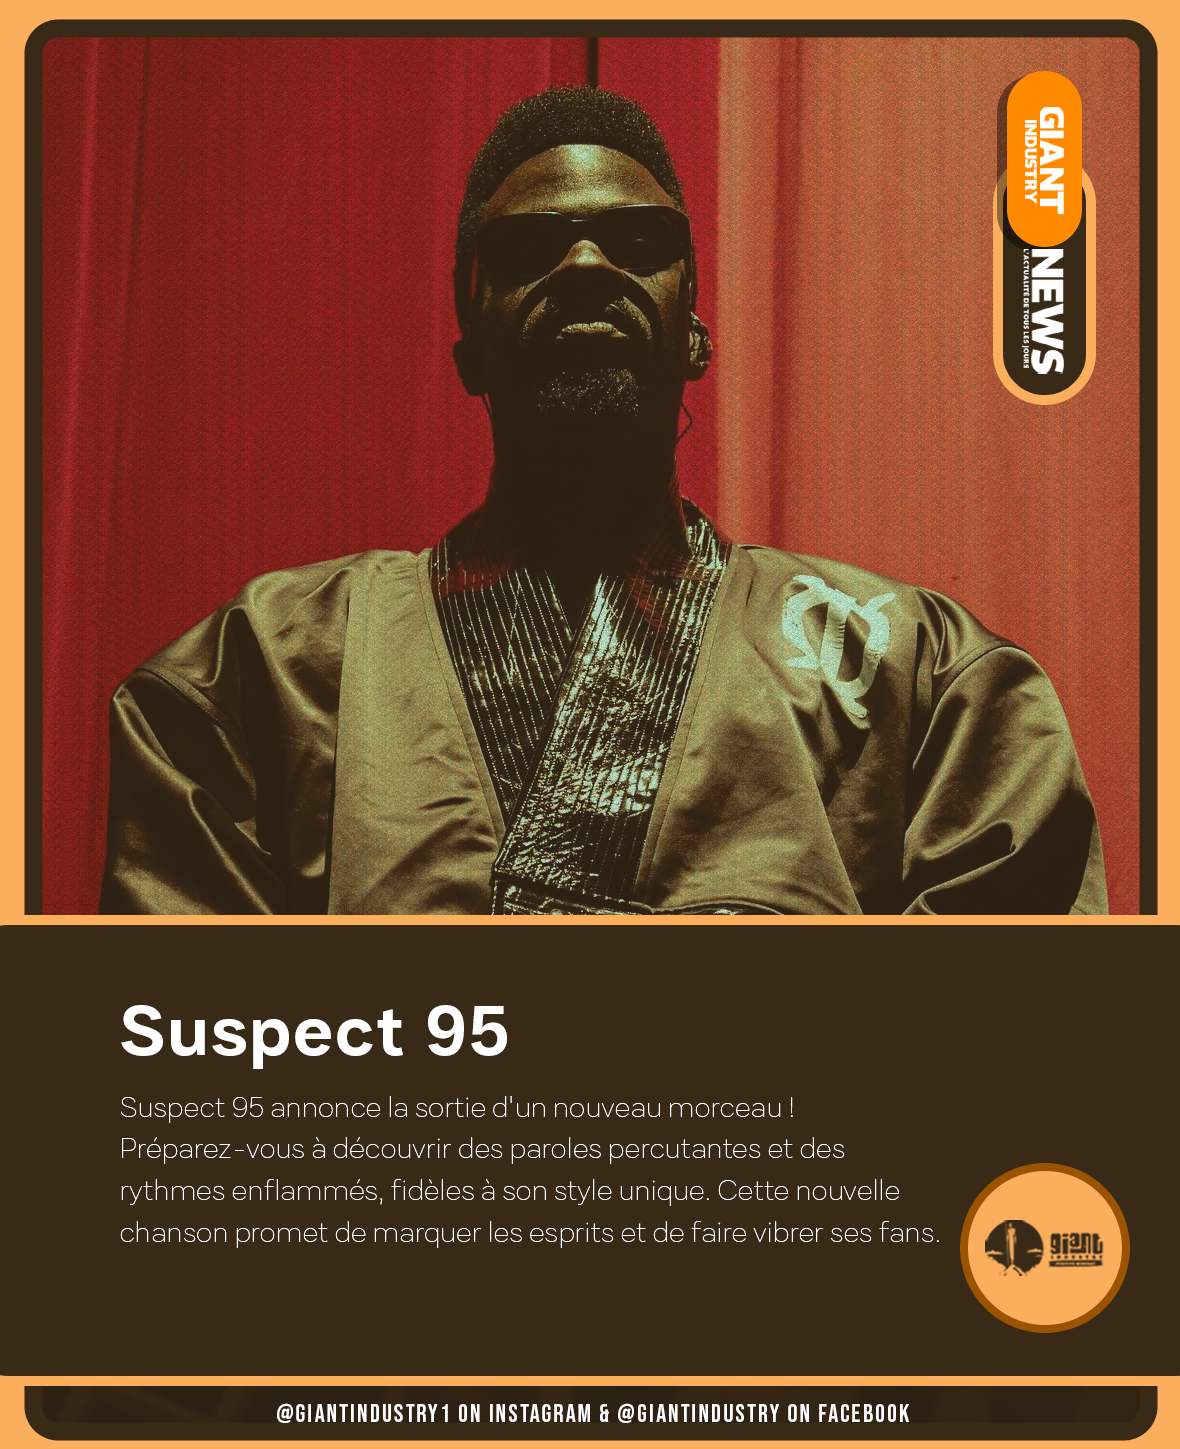 GIANT
INDUSTRY
NEWS
L'ACTUALITÉ DE TOUS LES JOURS
Suspect 95
Suspect 95 annonce la sortie d'un nouveau morceau !
Préparez-vous à découvrir des paroles percutantes et des
rythmes enflammés, fidèles à son style unique. Cette nouvelle
chanson promet de marquer les esprits et de faire vibrer ses fans.
giant
@GIANTINDUSTRY1 ON INSTAGRAM & @GIANTINDUSTRY ON FACEBOOK